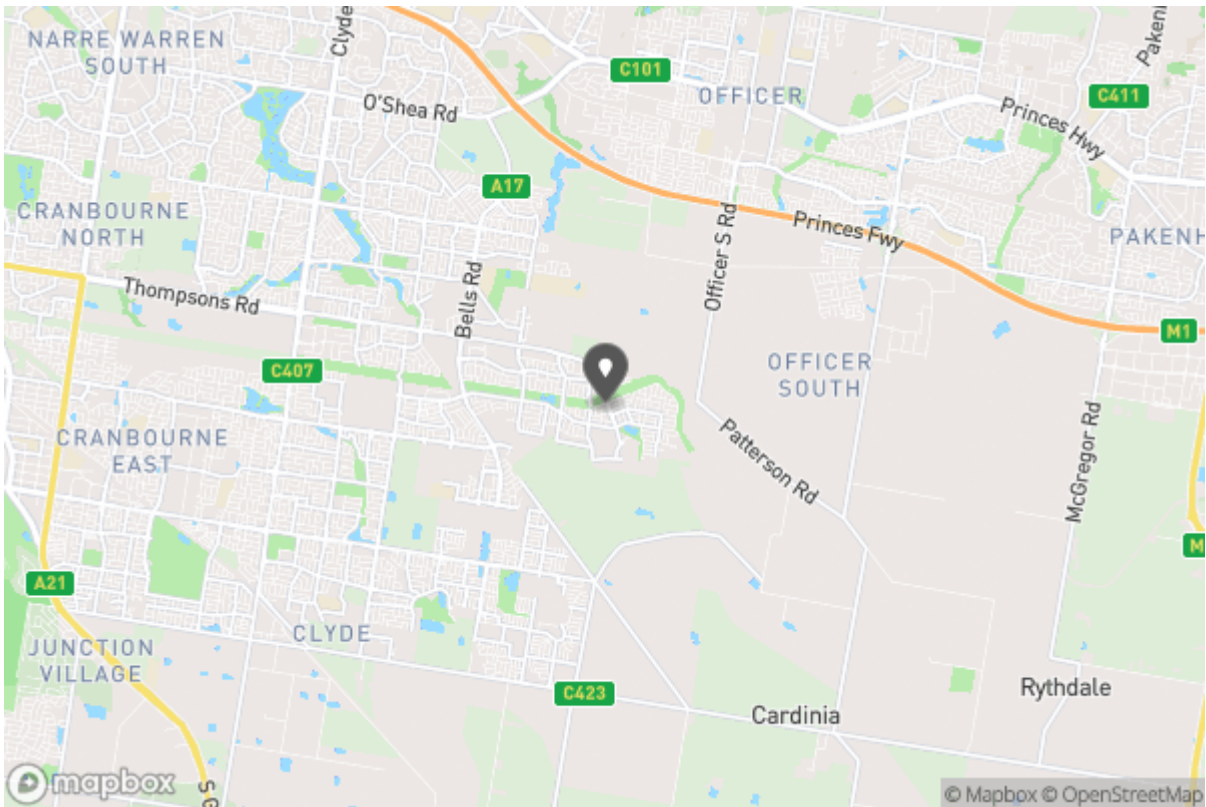 NARRE WARREN
SOUTH
Clyde
C101
Paken
C411
O'Shea Rd
OFFICER
Princes Hwy
A17
CRANBOURNE
NORTH
Officer S Rd
Princes Fwy
PAKENH
Thompsons Rd
Bells Rd
M1
C407
OFFICER
SOUTH
CRANBOURNE
EAST
Patterson Rd
McGregor Rd
M
A21
CLYDE
JUNCTION
VILLAGE
C423
Rythdale
Cardinia
S G
mapbox
© Mapbox © OpenStreetMap